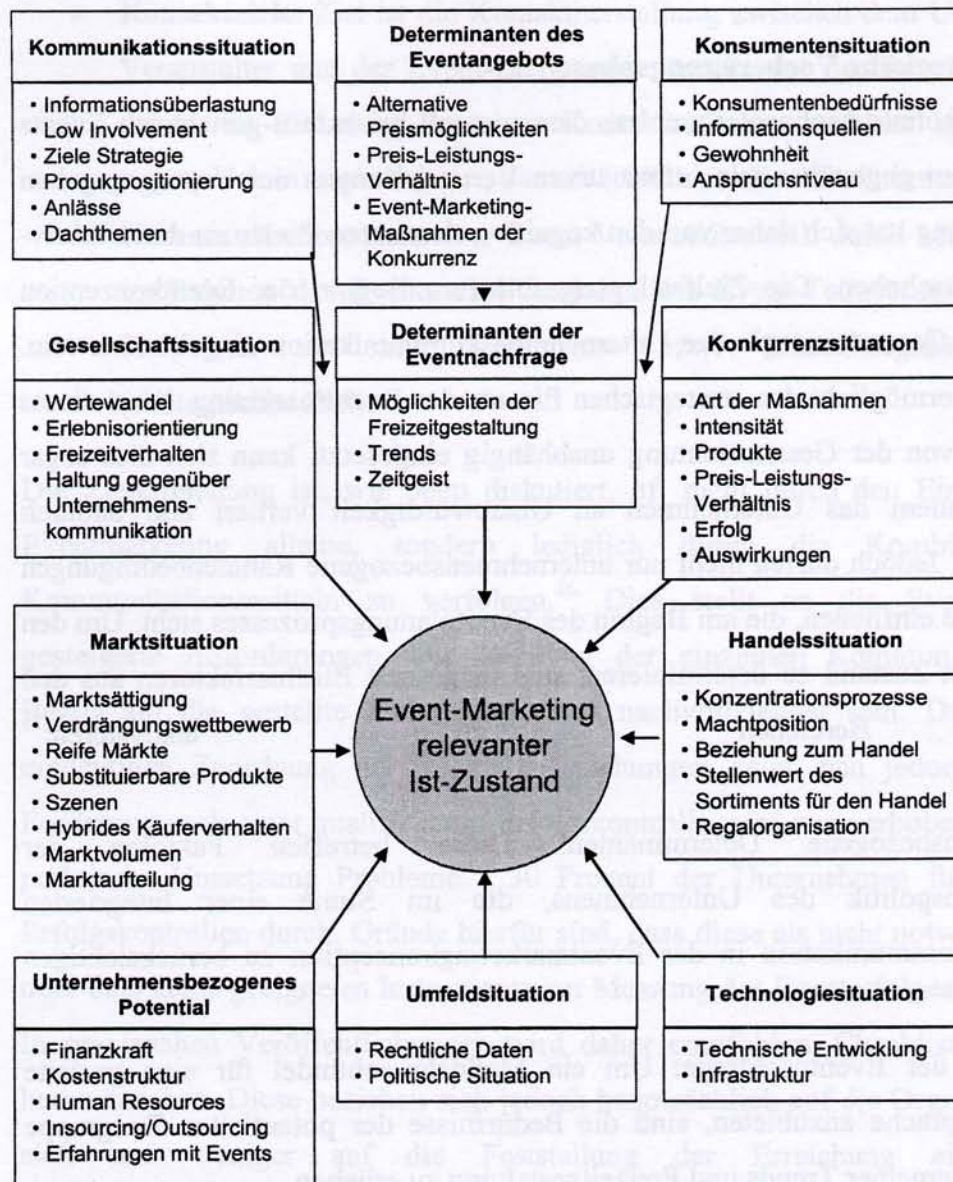 Kommunikationssituation
• Informationsüberlastung
• Low Involvement
• Ziele Strategie
• Produktpositionierung
• Anlässe
• Dachthemen
Determinanten des
Eventangebots
• Alternative
Preismöglichkeiten
• Preis-Leistungs-
Verhältnis
• Event-Marketing-
Maßnahmen der
Konkurrenz
Konsumentensituation
• Konsumentenbedürfnisse
• Informationsquellen
• Gewohnheit
• Anspruchsniveau
Gesellschaftssituation
• Wertewandel
• Erlebnisorientierung
• Freizeitverhalten
• Haltung gegenüber
Unternehmens-
kommunikation
Determinanten der
Eventnachfrage
• Möglichkeiten der
Freizeitgestaltung
• Trends
• Zeitgeist
Konkurrenzsituation
• Art der Maßnahmen
• Intensität
• Produkte
• Preis-Leistungs-
Verhältnis
• Erfolg
• Auswirkungen
Marktsituation
• Marktsättigung
• Verdrängungswettbewerb
• Reife Märkte
• Substituierbare Produkte
• Szenen
• Hybrides Käuferverhalten
• Marktvolumen
• Marktaufteilung
Event-Marketing
relevanter
Ist-Zustand
Handelssituation
• Konzentrationsprozesse
• Machtposition
• Beziehung zum Handel
• Stellenwert des
Sortiments für den Handel
• Regalorganisation
Unternehmensbezogenes
Potential
• Finanzkraft
• Kostenstruktur
• Human Resources
• Insourcing/Outsourcing
• Erfahrungen mit Events
Umfeldsituation
• Rechtliche Daten
• Politische Situation
Technologiesituation
• Technische Entwicklung
• Infrastruktur